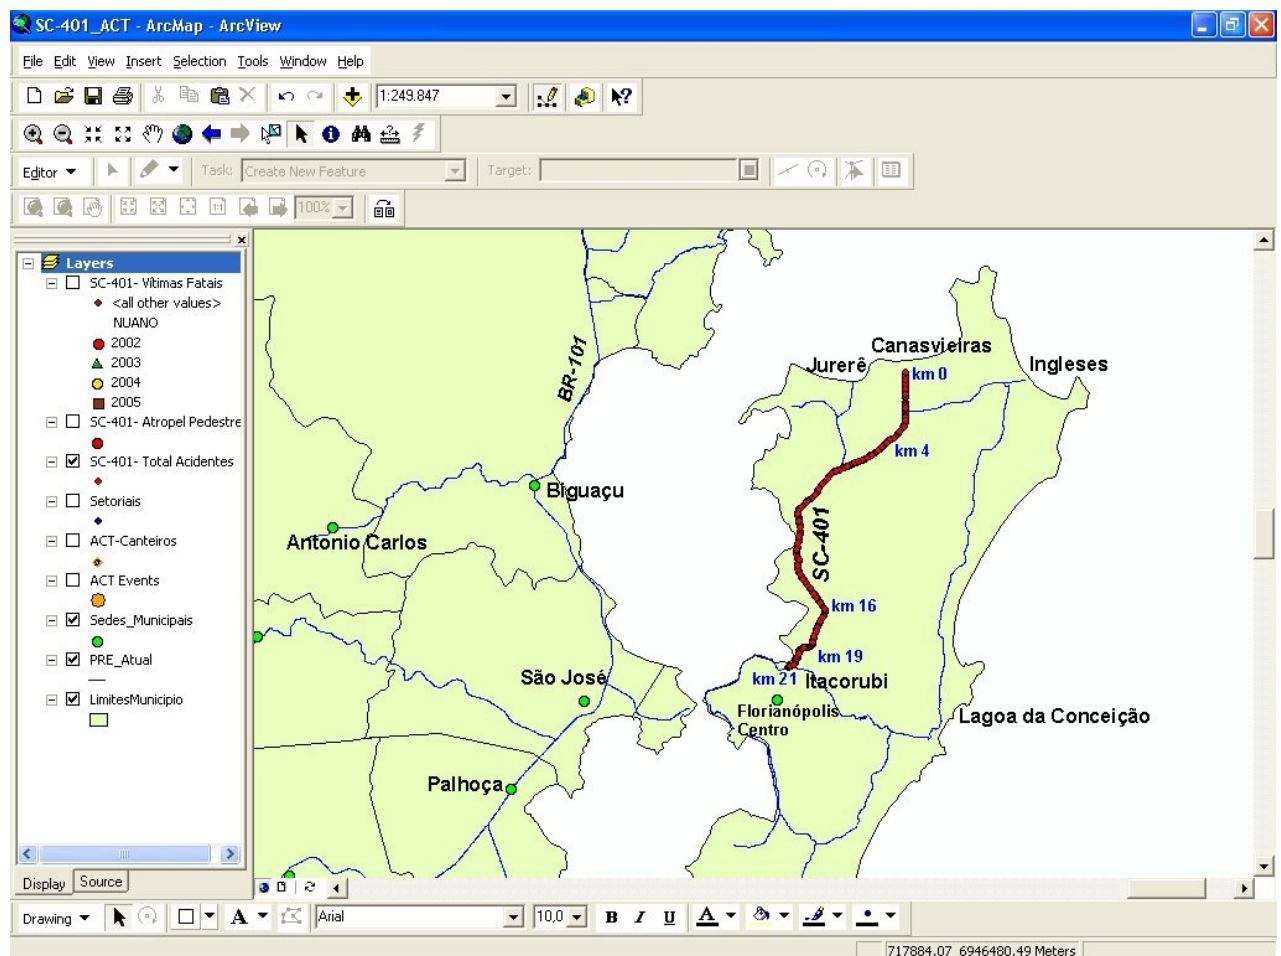 SC-401_ACT - ArcMap - ArcView
File Edit View Insert Selection Tools Window Help
1:249.847
Editor Task: Create New Feature Target:
1:1 100%
Layers
SC-401- Vítimas Fatais
<all other values>
NUANO
2002
2003
2004
2005
SC-401- Atropel Pedestre
SC-401- Total Acidentes
Setoriais
ACT-Canteiros
ACT Events
Sedes_Municipais
PRE_Atual
LimitesMunicipio
Display Source
BR-101
Canasvieiras
Jurerê
Ingleses
km 0
km 4
Biguaçu
SC-401
Antonio Carlos
km 16
km 19
São José
km 21 Itacorubi
Florianópolis
Centro
Lagoa da Conceição
Palhoça
Drawing A Arial 10,0 B I U A
717884,07 6946480,49 Meters